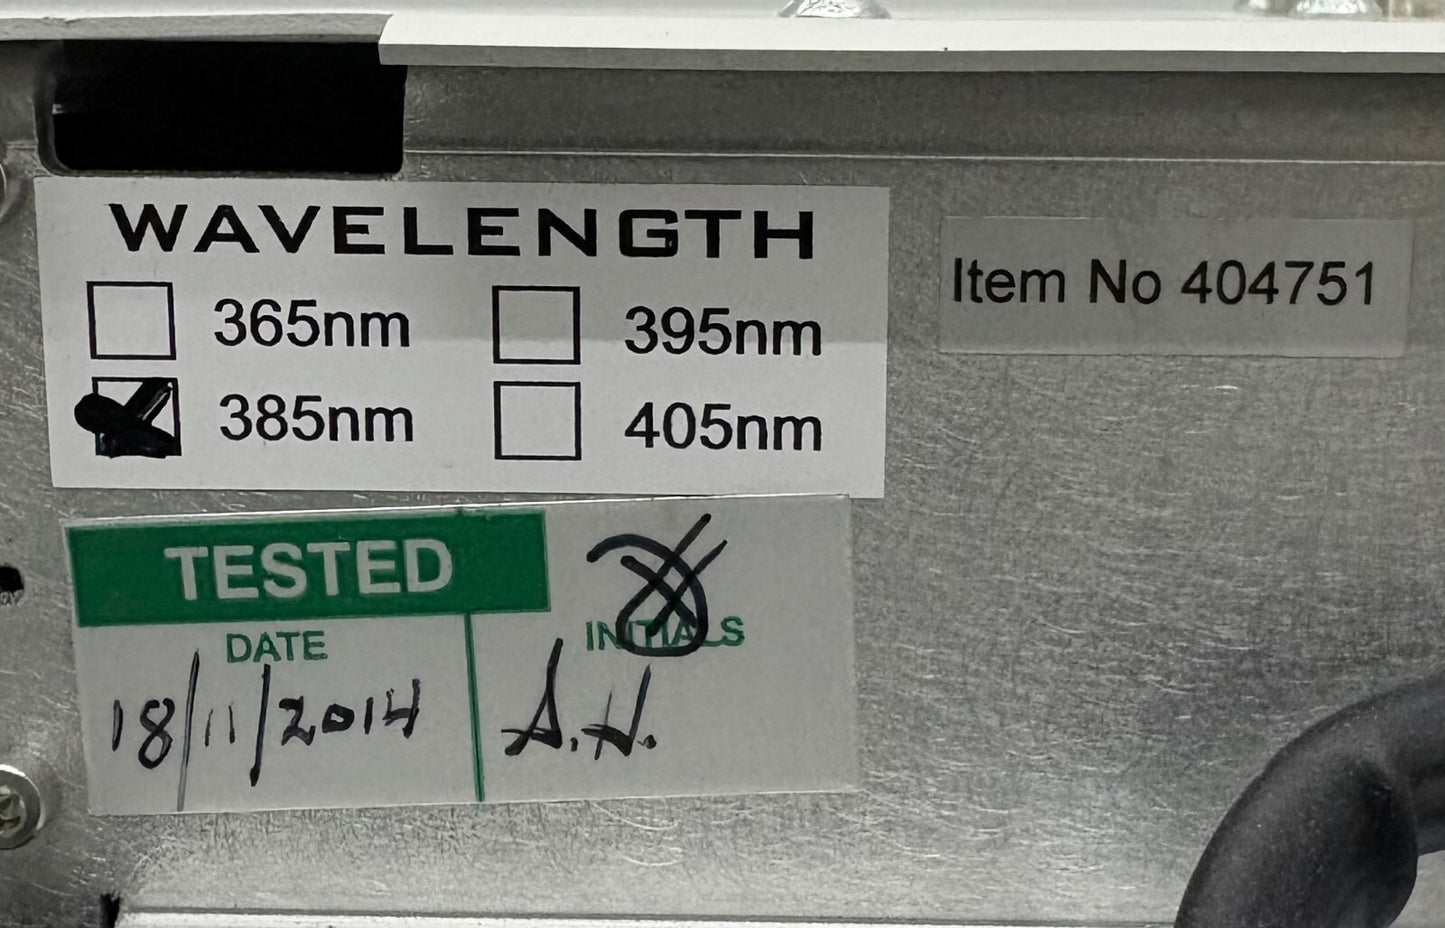 WAVELENGTH
365nm 395nm
385nm 405nm
Item No 404751
TESTED
DATE INITIALS
18/11/2014 A.H.